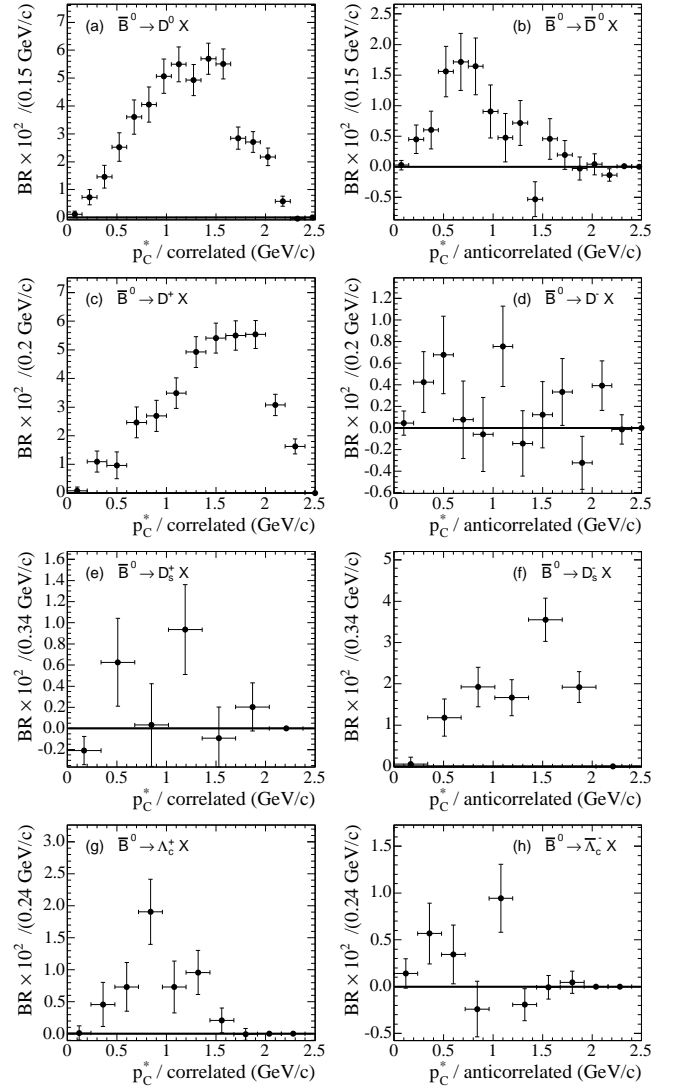 (a) B̅⁰ → D⁰ X
BR × 10² /(0.15 GeV/c)
7
6
5
4
3
2
1
0
0 0.5 1 1.5 2 2.5
p*C / correlated (GeV/c)
(b) B̅⁰ → D̅⁰ X
BR × 10² /(0.15 GeV/c)
2.5
2.0
1.5
1.0
0.5
0.0
-0.5
0 0.5 1 1.5 2 2.5
p*C / anticorrelated (GeV/c)
(c) B̅⁰ → D⁺ X
BR × 10² /(0.2 GeV/c)
7
6
5
4
3
2
1
0
0 0.5 1 1.5 2 2.5
p*C / correlated (GeV/c)
(d) B̅⁰ → D⁻ X
BR × 10² /(0.2 GeV/c)
1.2
1.0
0.8
0.6
0.4
0.2
0.0
-0.2
-0.4
-0.6
0 0.5 1 1.5 2 2.5
p*C / anticorrelated (GeV/c)
(e) B̅⁰ → Ds⁺ X
BR × 10² /(0.34 GeV/c)
1.6
1.4
1.2
1.0
0.8
0.6
0.4
0.2
0.0
-0.2
0 0.5 1 1.5 2 2.5
p*C / correlated (GeV/c)
(f) B̅⁰ → Ds⁻ X
BR × 10² /(0.34 GeV/c)
5
4
3
2
1
0
0 0.5 1 1.5 2 2.5
p*C / anticorrelated (GeV/c)
(g) B̅⁰ → Λc⁺ X
BR × 10² /(0.24 GeV/c)
3.0
2.5
2.0
1.5
1.0
0.5
0.0
0 0.5 1 1.5 2 2.5
p*C / correlated (GeV/c)
(h) B̅⁰ → Λ̅c⁻ X
BR × 10² /(0.24 GeV/c)
1.5
1.0
0.5
0.0
-0.5
0 0.5 1 1.5 2 2.5
p*C / anticorrelated (GeV/c)